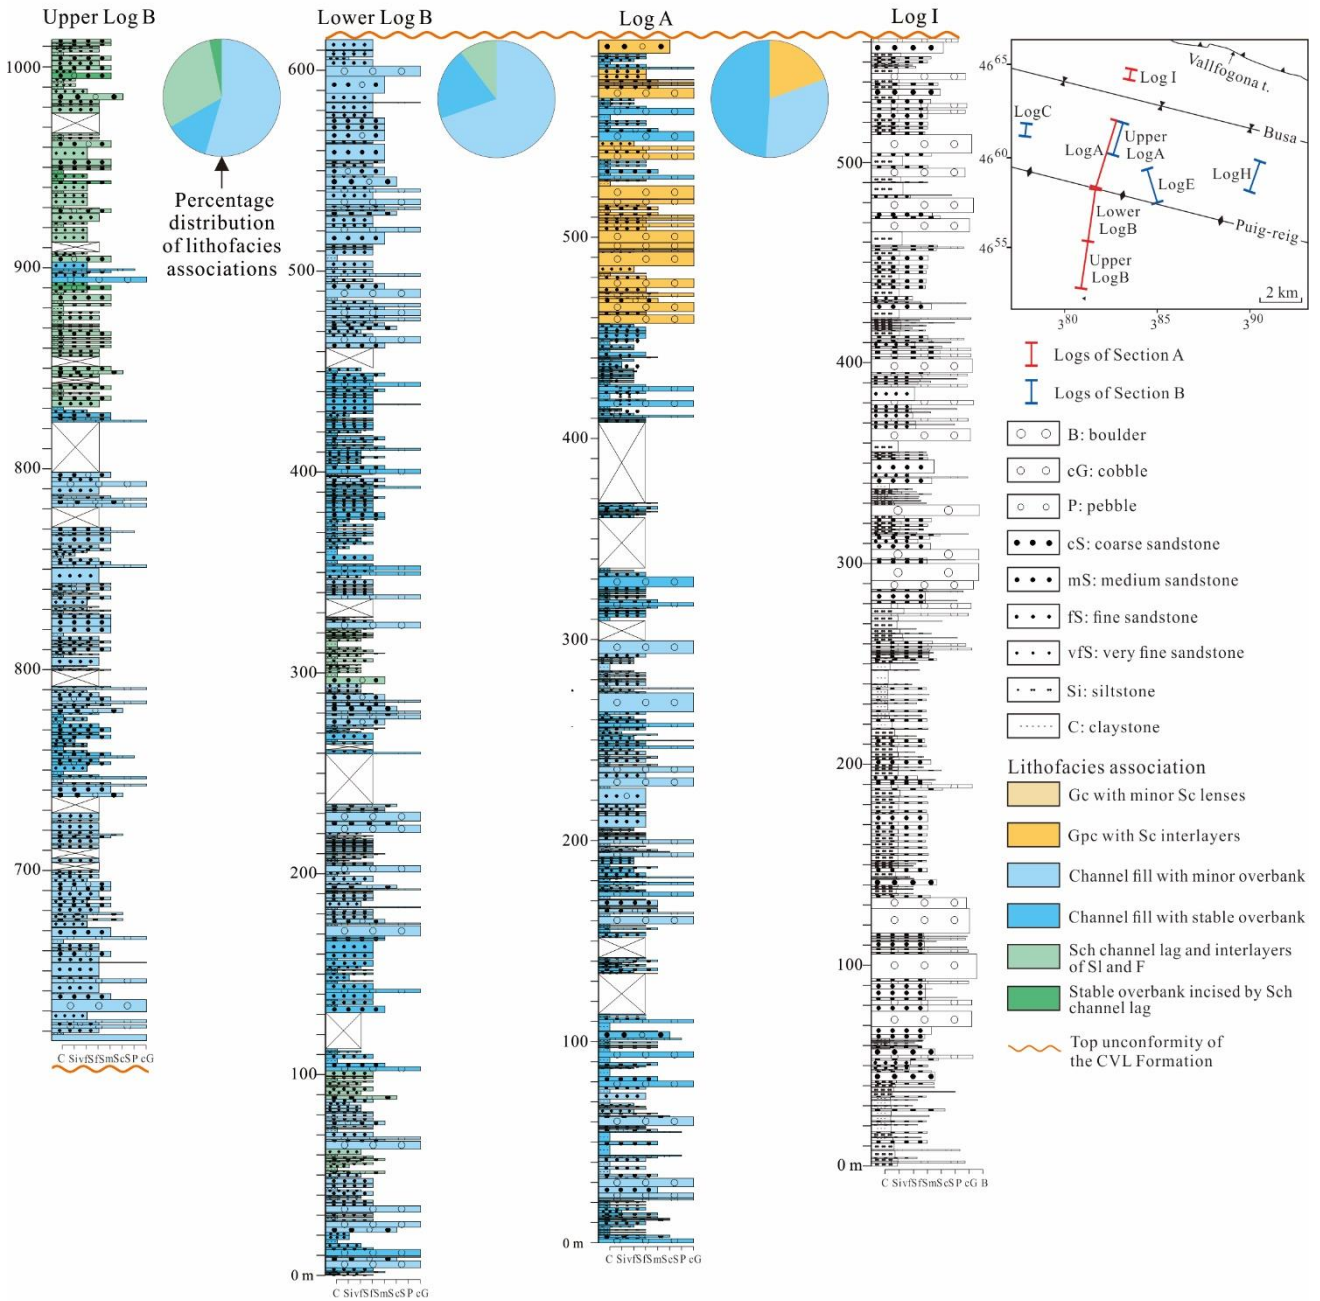 Upper Log B
Lower Log B
Log A
Log I
1000
900
800
800
700
C SivfSfSmScSP cG
Percentage
distribution
of lithofacies
associations
600
500
400
300
200
100
0 m
C SivfSfSmScSP cG
500
400
300
200
100
0 m
C SivfSfSmScSP cG
500
400
300
200
100
0 m
C SivfSfSmScSP cG B
4665
4660
4655
380
385
390
Vallfogona t.
Log I
LogC
Busa
LogA
Upper
LogA
LogE
LogH
Lower
LogB
Puig-reig
Upper
LogB
2 km
Logs of Section A
Logs of Section B
B: boulder
cG: cobble
P: pebble
cS: coarse sandstone
mS: medium sandstone
fS: fine sandstone
vfS: very fine sandstone
Si: siltstone
C: claystone
Lithofacies association
Gc with minor Sc lenses
Gpc with Sc interlayers
Channel fill with minor overbank
Channel fill with stable overbank
Sch channel lag and interlayers
of Sl and F
Stable overbank incised by Sch
channel lag
Top unconformity of
the CVL Formation